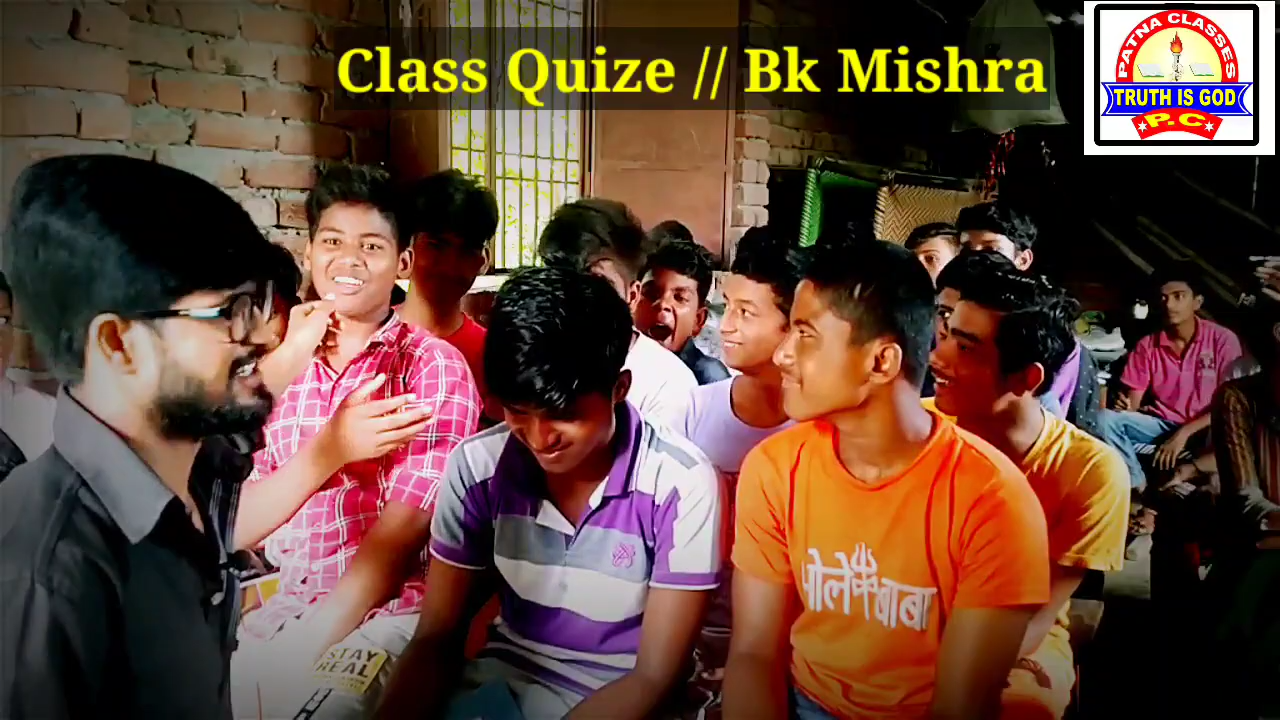 Class Quize // Bk Mishra
PATNA CLASSES
TRUTH IS GOD
P.C
भोले बाबा
STAY
REAL